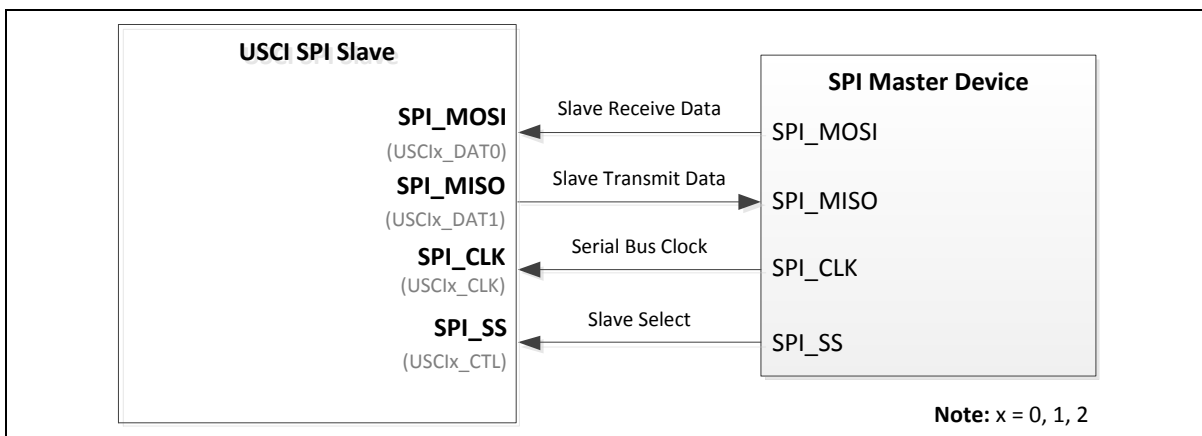 USCI SPI Slave
SPI Master Device
SPI_MOSI
(USCIx_DAT0)
Slave Receive Data
SPI_MOSI
SPI_MISO
(USCIx_DAT1)
Slave Transmit Data
SPI_MISO
SPI_CLK
(USCIx_CLK)
Serial Bus Clock
SPI_CLK
SPI_SS
(USCIx_CTL)
Slave Select
SPI_SS
Note: x = 0, 1, 2